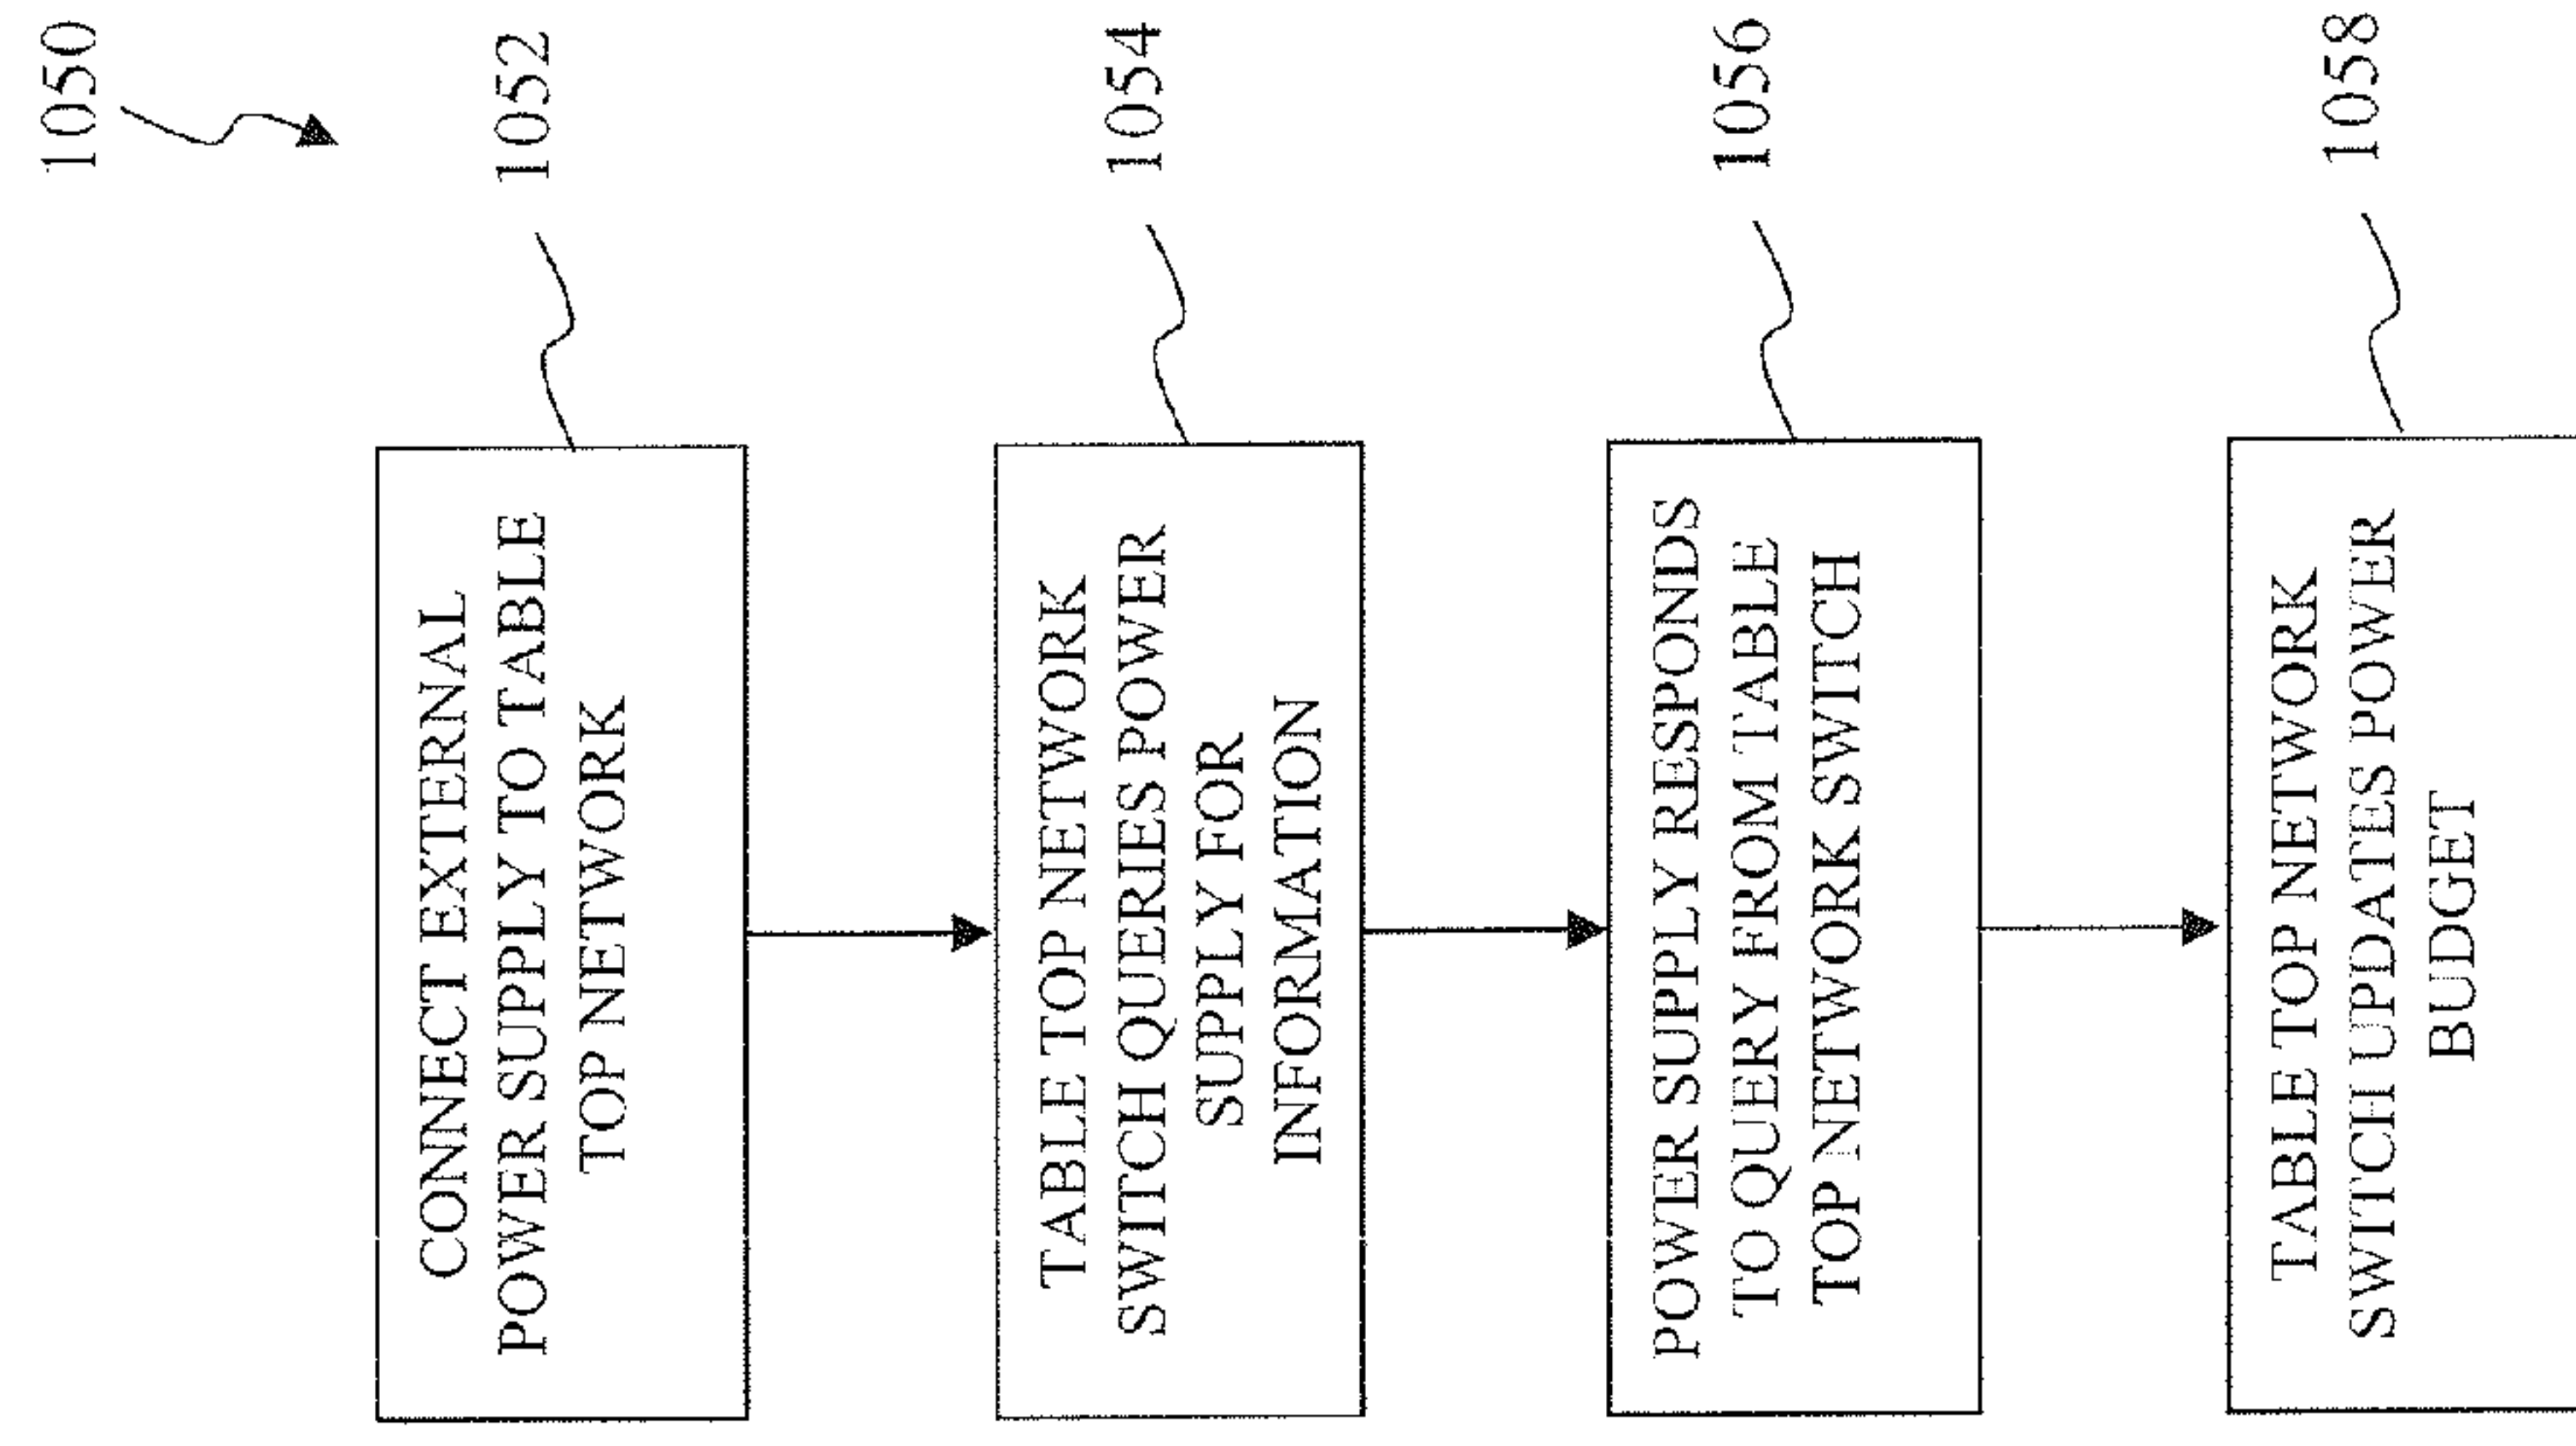 1050
1052
CONNECT EXTERNAL
POWER SUPPLY TO TABLE
TOP NETWORK
1054
TABLE TOP NETWORK
SWITCH QUERIES POWER
SUPPLY FOR
INFORMATION
1056
POWER SUPPLY RESPONDS
TO QUERY FROM TABLE
TOP NETWORK SWITCH
1058
TABLE TOP NETWORK
SWITCH UPDATES POWER
BUDGET